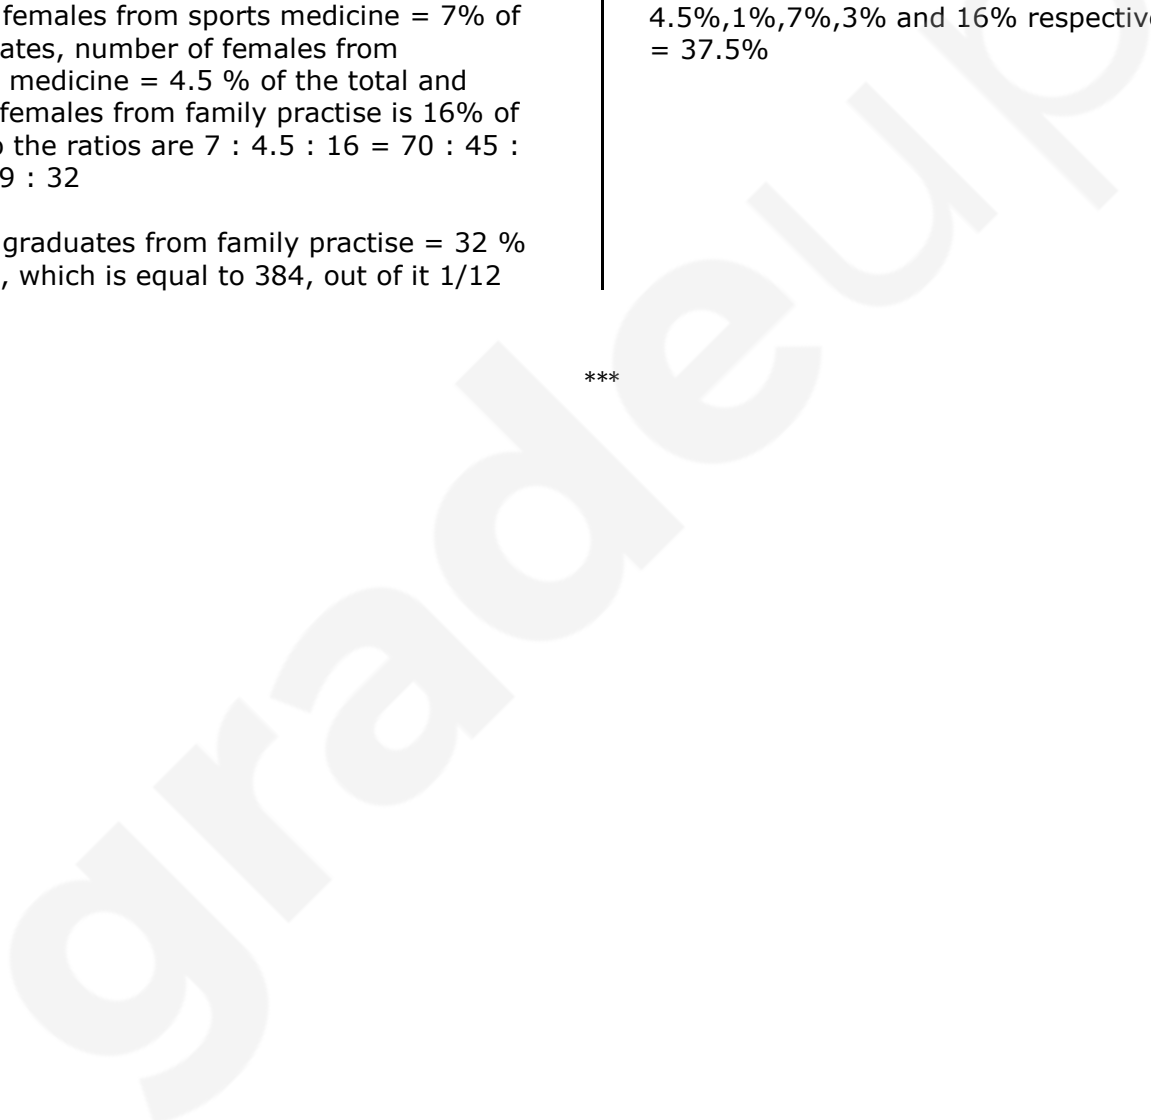 females from sports medicine = 7% of
ates, number of females from
medicine = 4.5 % of the total and
females from family practise is 16% of
the ratios are 7 : 4.5 : 16 = 70 : 45 :
9 : 32
graduates from family practise = 32 %
, which is equal to 384, out of it 1/12
4.5%,1%,7%,3% and 16% respectiv
= 37.5%
***
gradeup